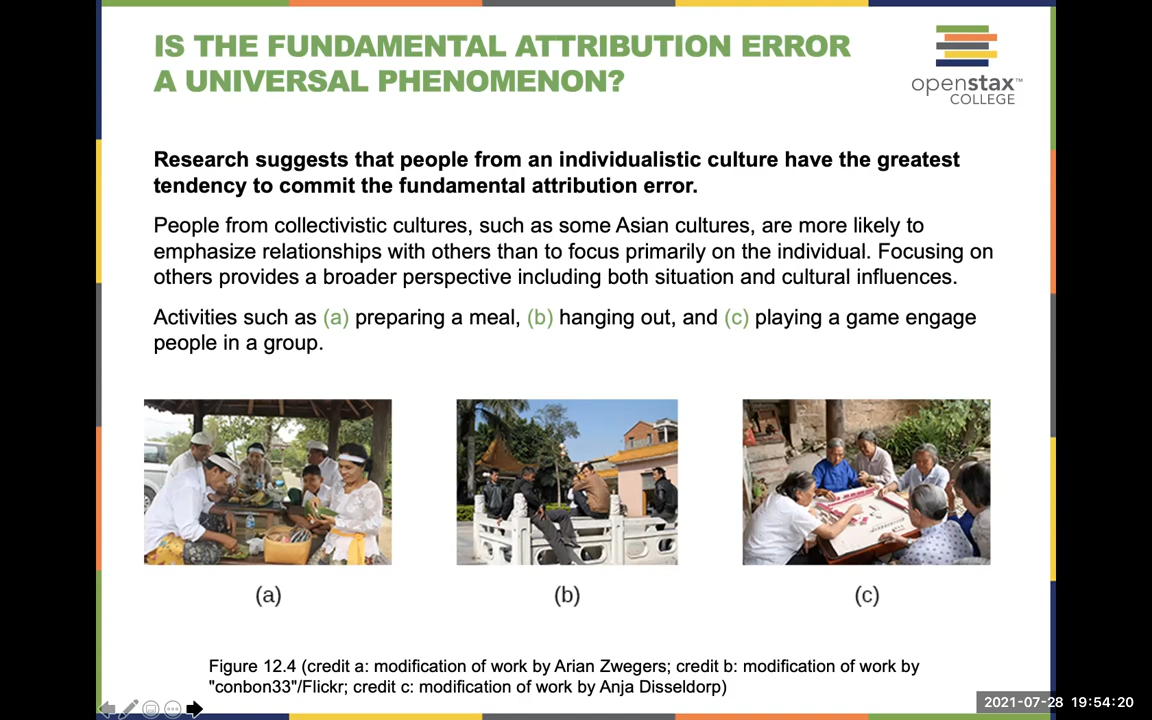 IS THE FUNDAMENTAL ATTRIBUTION ERROR
A UNIVERSAL PHENOMENON?
openstax™
COLLEGE
Research suggests that people from an individualistic culture have the greatest
tendency to commit the fundamental attribution error.
People from collectivistic cultures, such as some Asian cultures, are more likely to
emphasize relationships with others than to focus primarily on the individual. Focusing on
others provides a broader perspective including both situation and cultural influences.
Activities such as (a) preparing a meal, (b) hanging out, and (c) playing a game engage
people in a group.
(a)
(b)
(c)
Figure 12.4 (credit a: modification of work by Arian Zwegers; credit b: modification of work by
"conbon33"/Flickr; credit c: modification of work by Anja Disseldorp)
2021-07-28 19:54:20